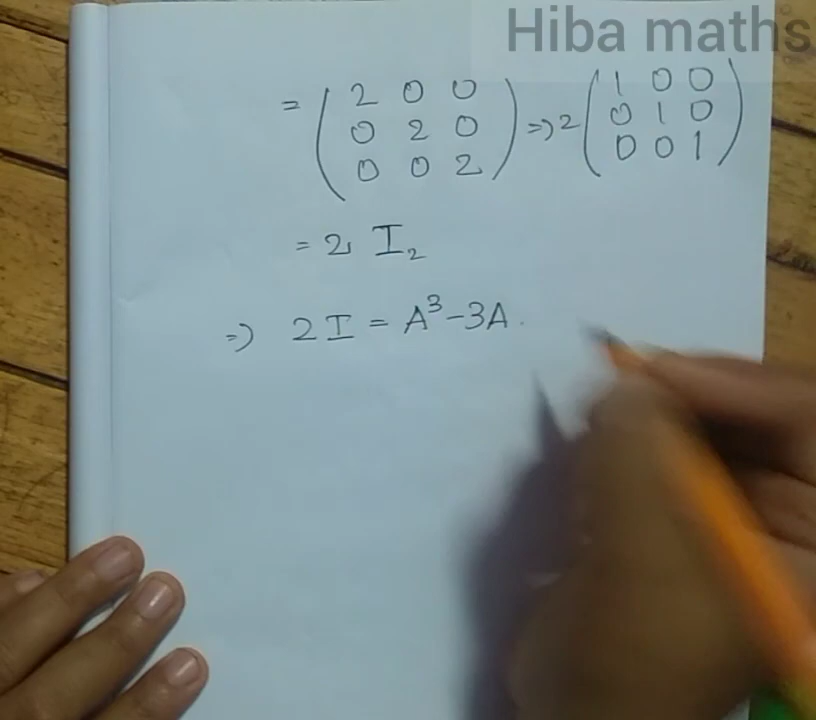 Hiba maths
= ( 2 0 0 ) =) 2 ( 1 0 0 )
0 2 0 0 1 0
0 0 2 0 0 1
= 2, I₂
=) 2I = A³-3A.